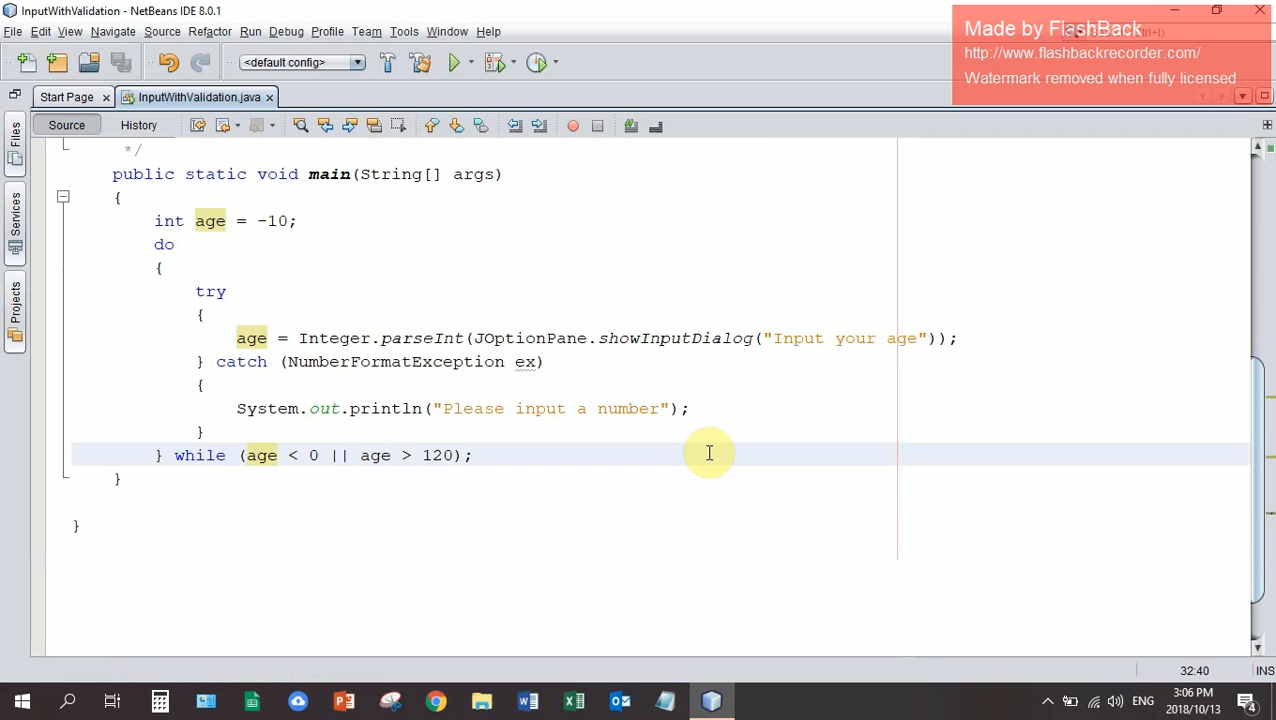 InputWithValidation - NetBeans IDE 8.0.1
File Edit View Navigate Source Refactor Run Debug Profile Team Tools Window Help
Made by FlashBack
http://www.flashbackrecorder.com/
Watermark removed when fully licensed
<default config>
Start Page InputWithValidation.java
Source History
Files
Services
Projects
*/
public static void main(String[] args)
{
int age = -10;
do
{
try
{
age = Integer.parseInt(JOptionPane.showInputDialog("Input your age"));
} catch (NumberFormatException ex)
{
System.out.println("Please input a number");
}
} while (age < 0 || age > 120);
}
}
32:40 INS
ENG
3:06 PM
2018/10/13
4